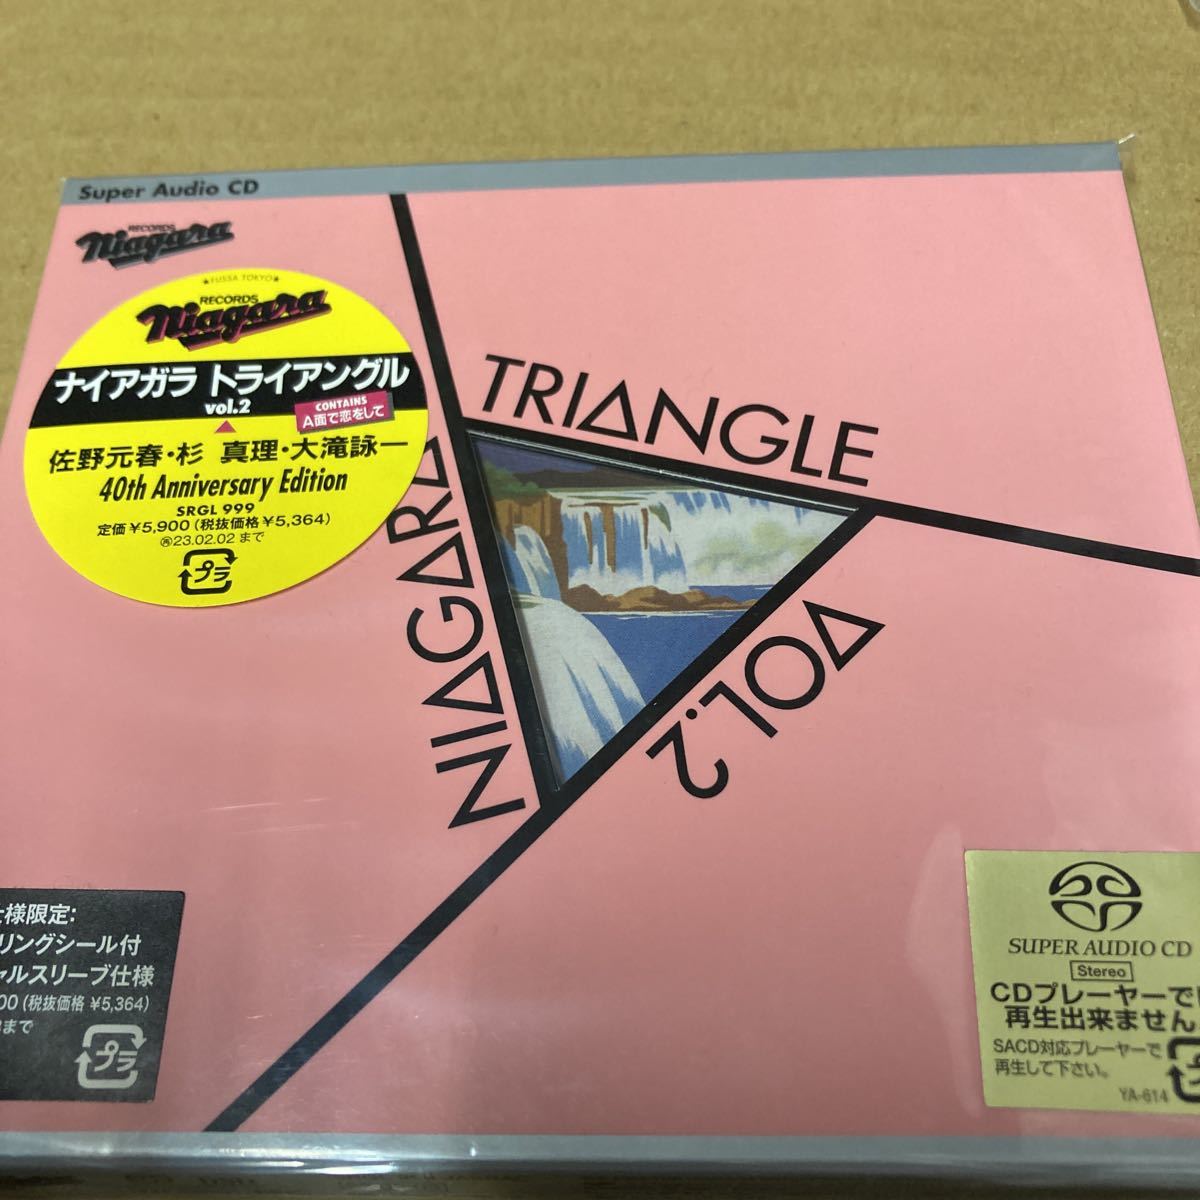 Super Audio CD
RECORDS
Niagara
FUSSA TOKYO
RECORDS
Niagara
ナイアガラ トライアングル
vol.2
CONTAINS
A面で恋をして
佐野元春・杉 真理・大滝詠一
40th Anniversary Edition
SRGL 999
定価￥5,900(税抜価格￥5,364)
㋐23.02.02まで
プラ
NIAGARA
TRIANGLE
VOL.2
仕様限定:
リングシール付
ャルスリーブ仕様
00(税抜価格 ￥5,364)
まで
プラ
SUPER AUDIO CD
Stereo
CDプレーヤーでは
再生出来ません
SACD対応プレーヤーで
再生して下さい。
YA-614